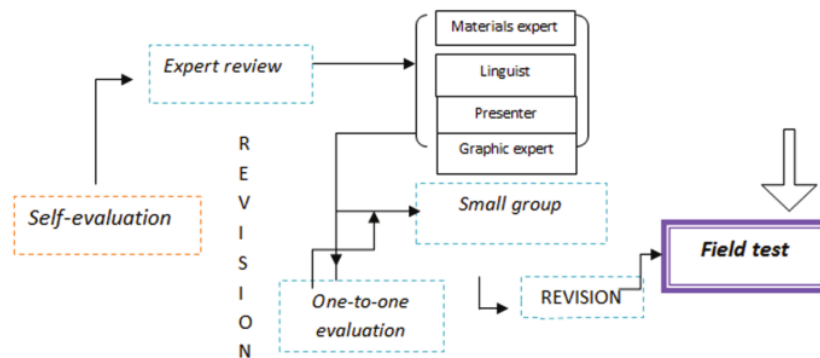 Materials expert
Expert review
Linguist
Presenter
Graphic expert
REVISION
Self-evaluation
Small group
Field test
One-to-one
evaluation
REVISION